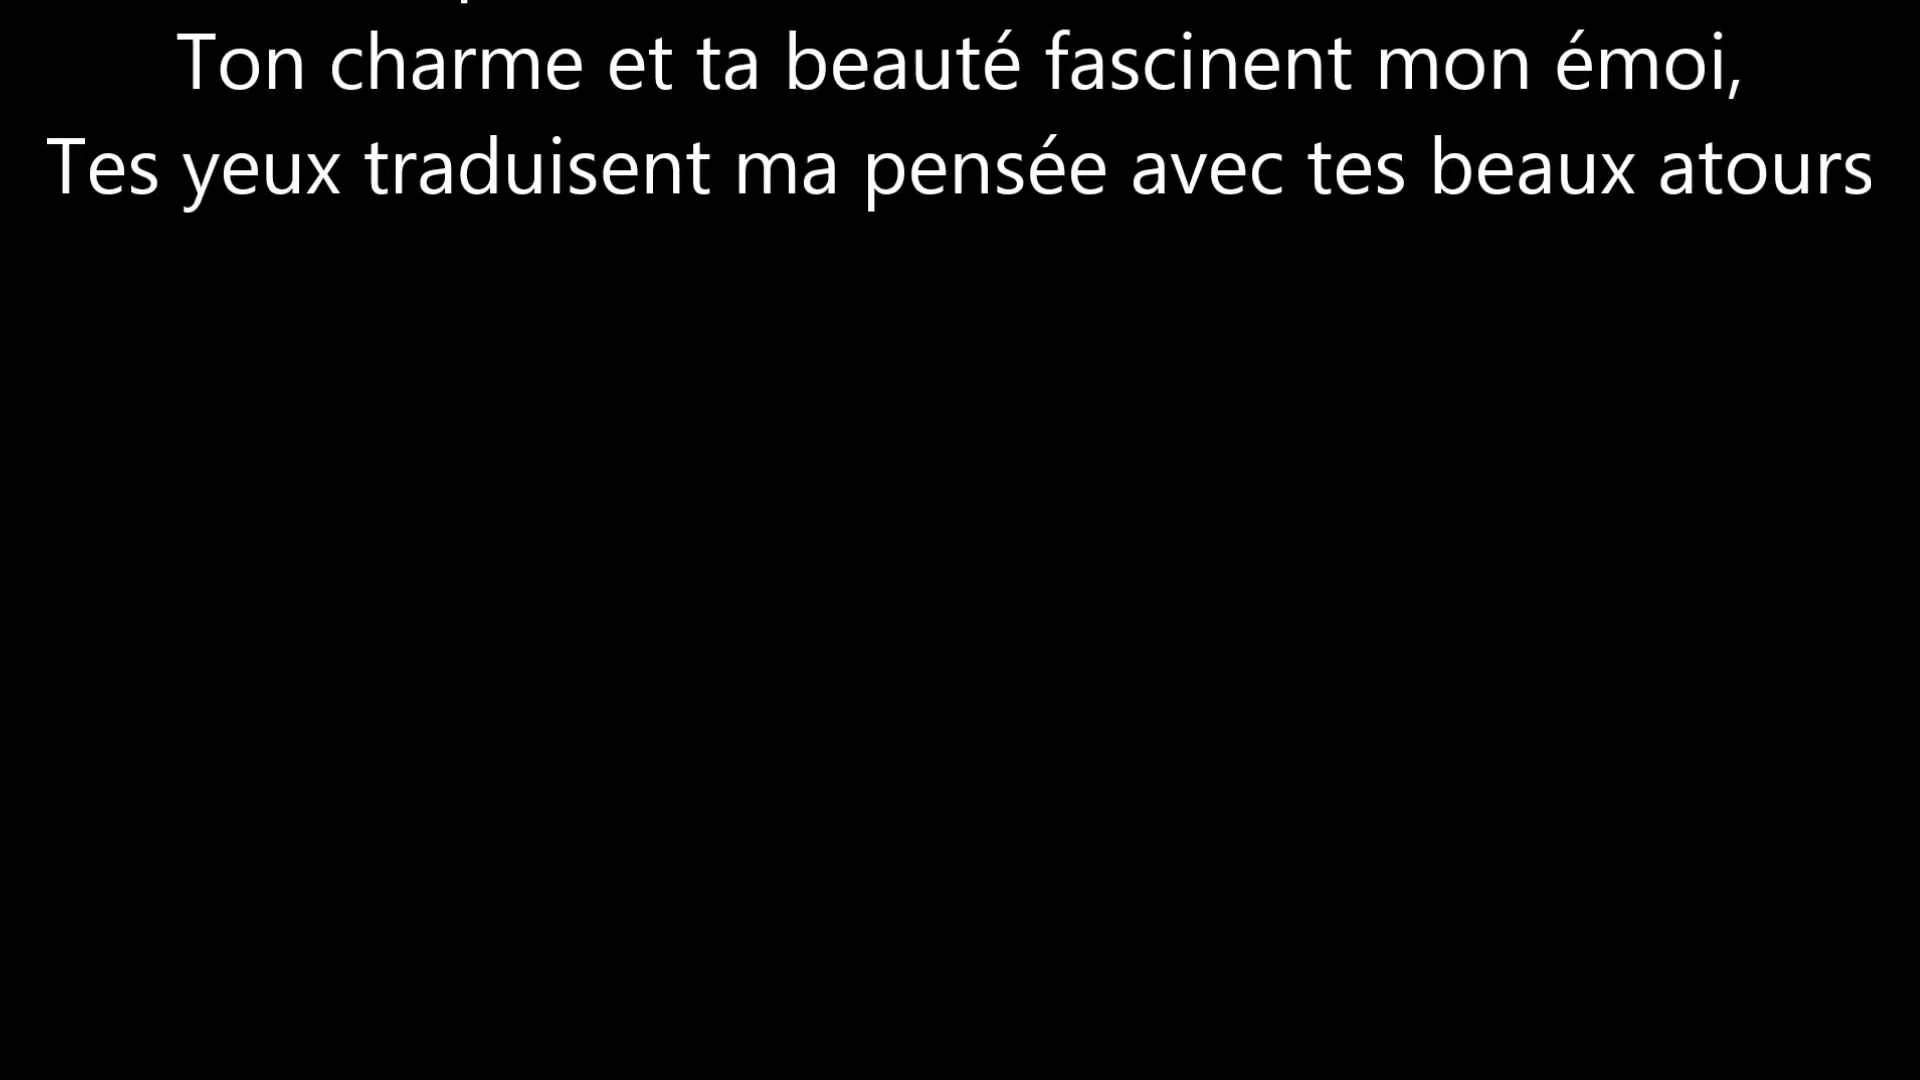 Ton charme et ta beauté fascinent mon émoi,
Tes yeux traduisent ma pensée avec tes beaux atours